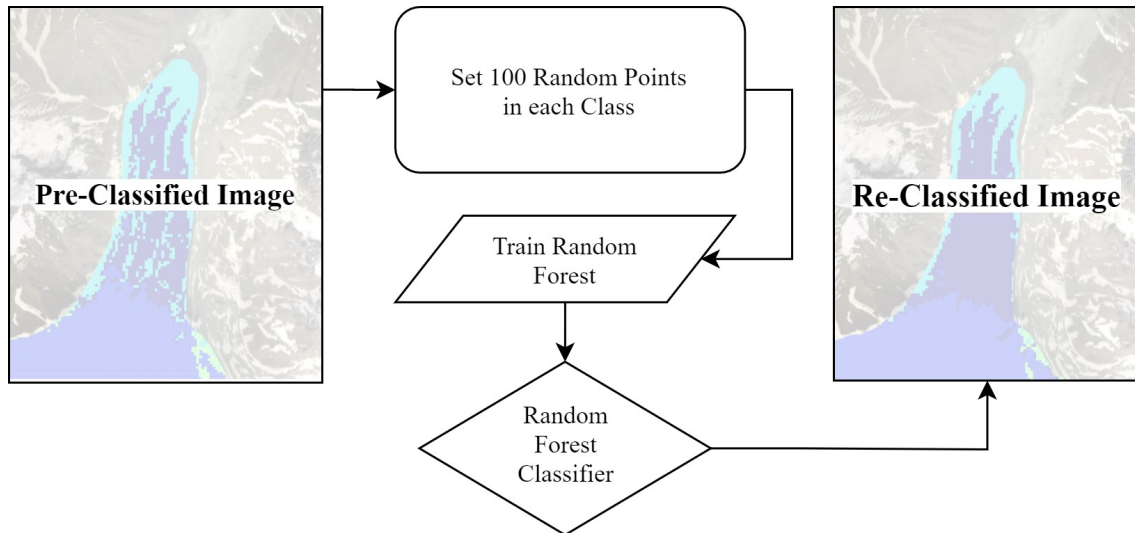 Pre-Classified Image
Set 100 Random Points
in each Class
Train Random
Forest
Random
Forest
Classifier
Re-Classified Image